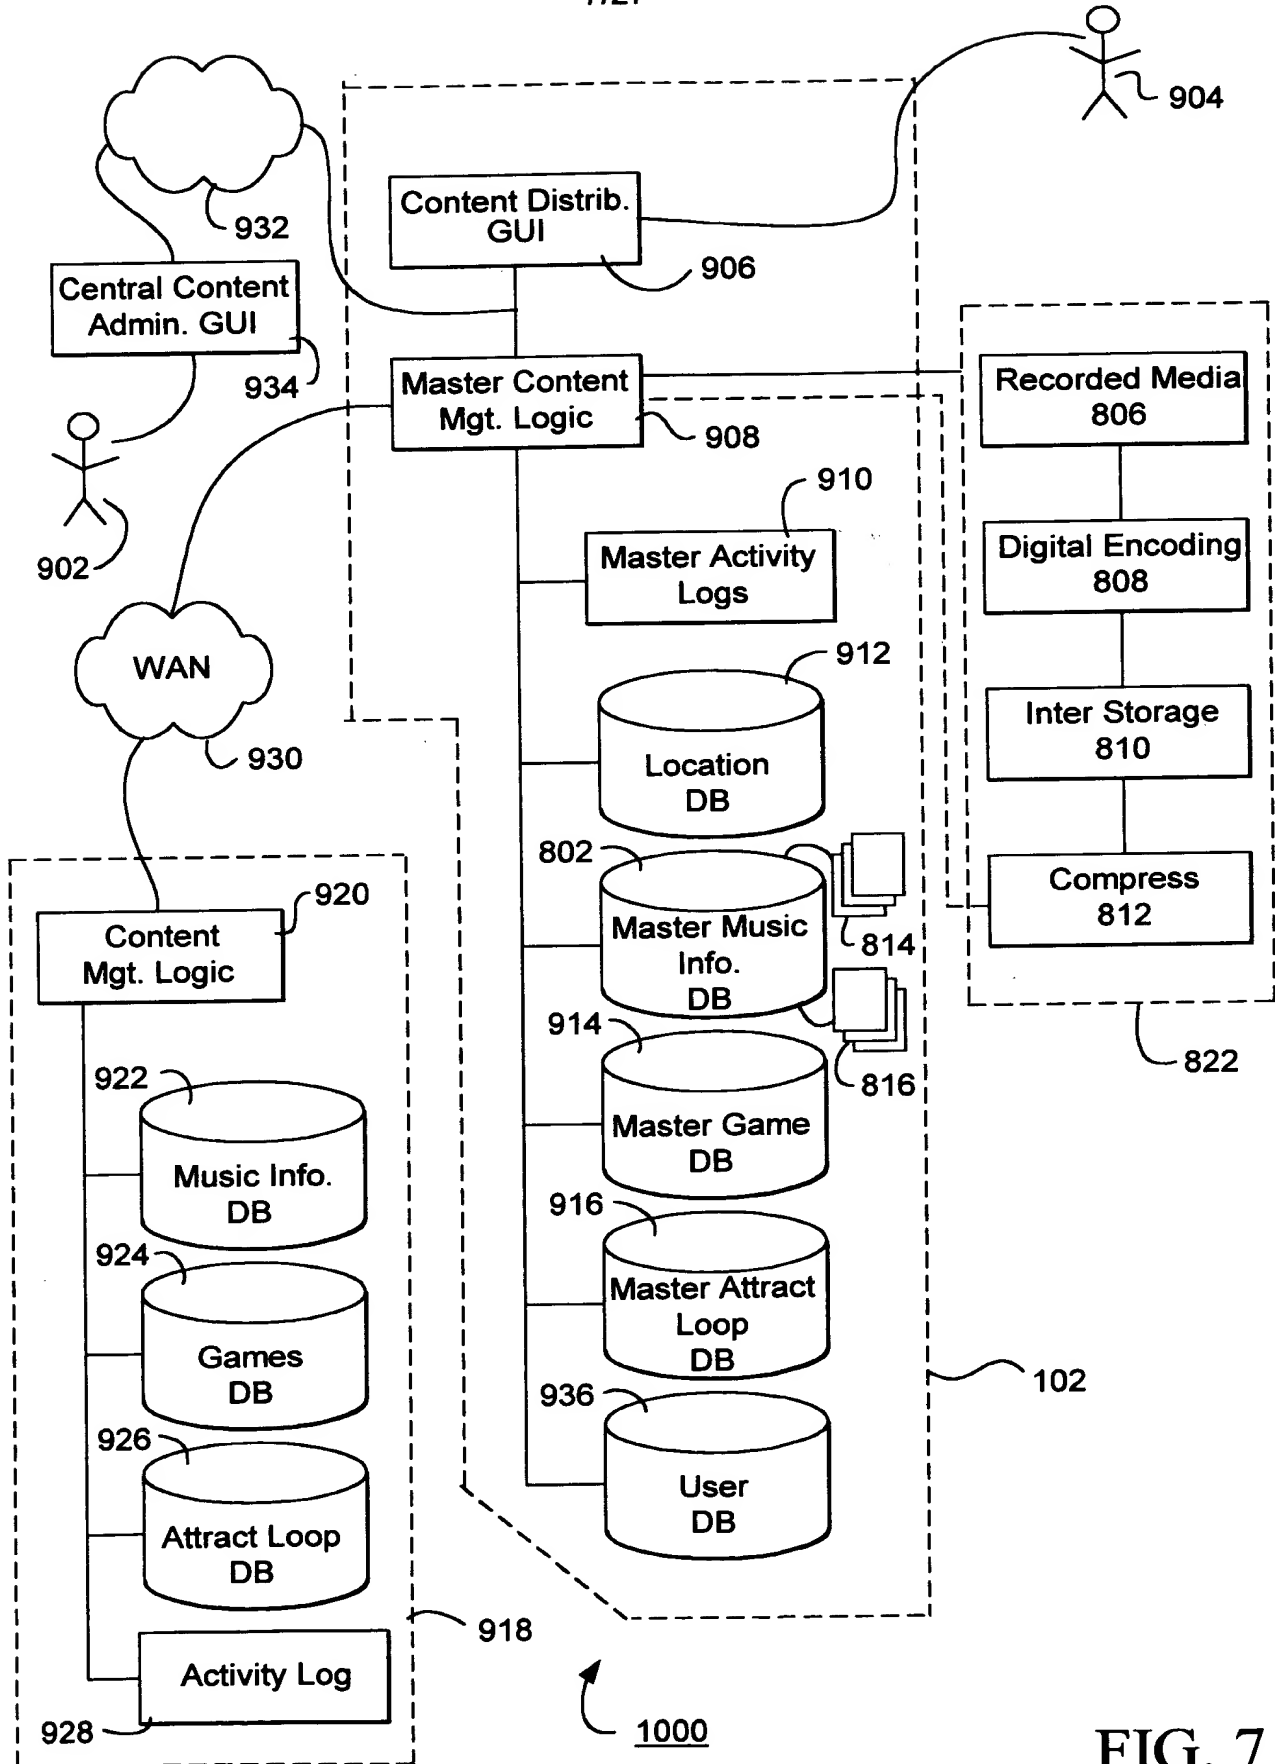 904
932
Content Distrib.
GUI
906
Central Content
Admin. GUI
934
Master Content
Mgt. Logic
908
Recorded Media
806
902
910
Master Activity
Logs
Digital Encoding
808
WAN
930
912
Location
DB
Inter Storage
810
802
Master Music
Info.
DB
814
816
Compress
812
822
920
Content
Mgt. Logic
914
Master Game
DB
922
Music Info.
DB
916
Master Attract
Loop
DB
924
Games
DB
102
936
User
DB
926
Attract Loop
DB
918
Activity Log
928
1000
FIG. 7